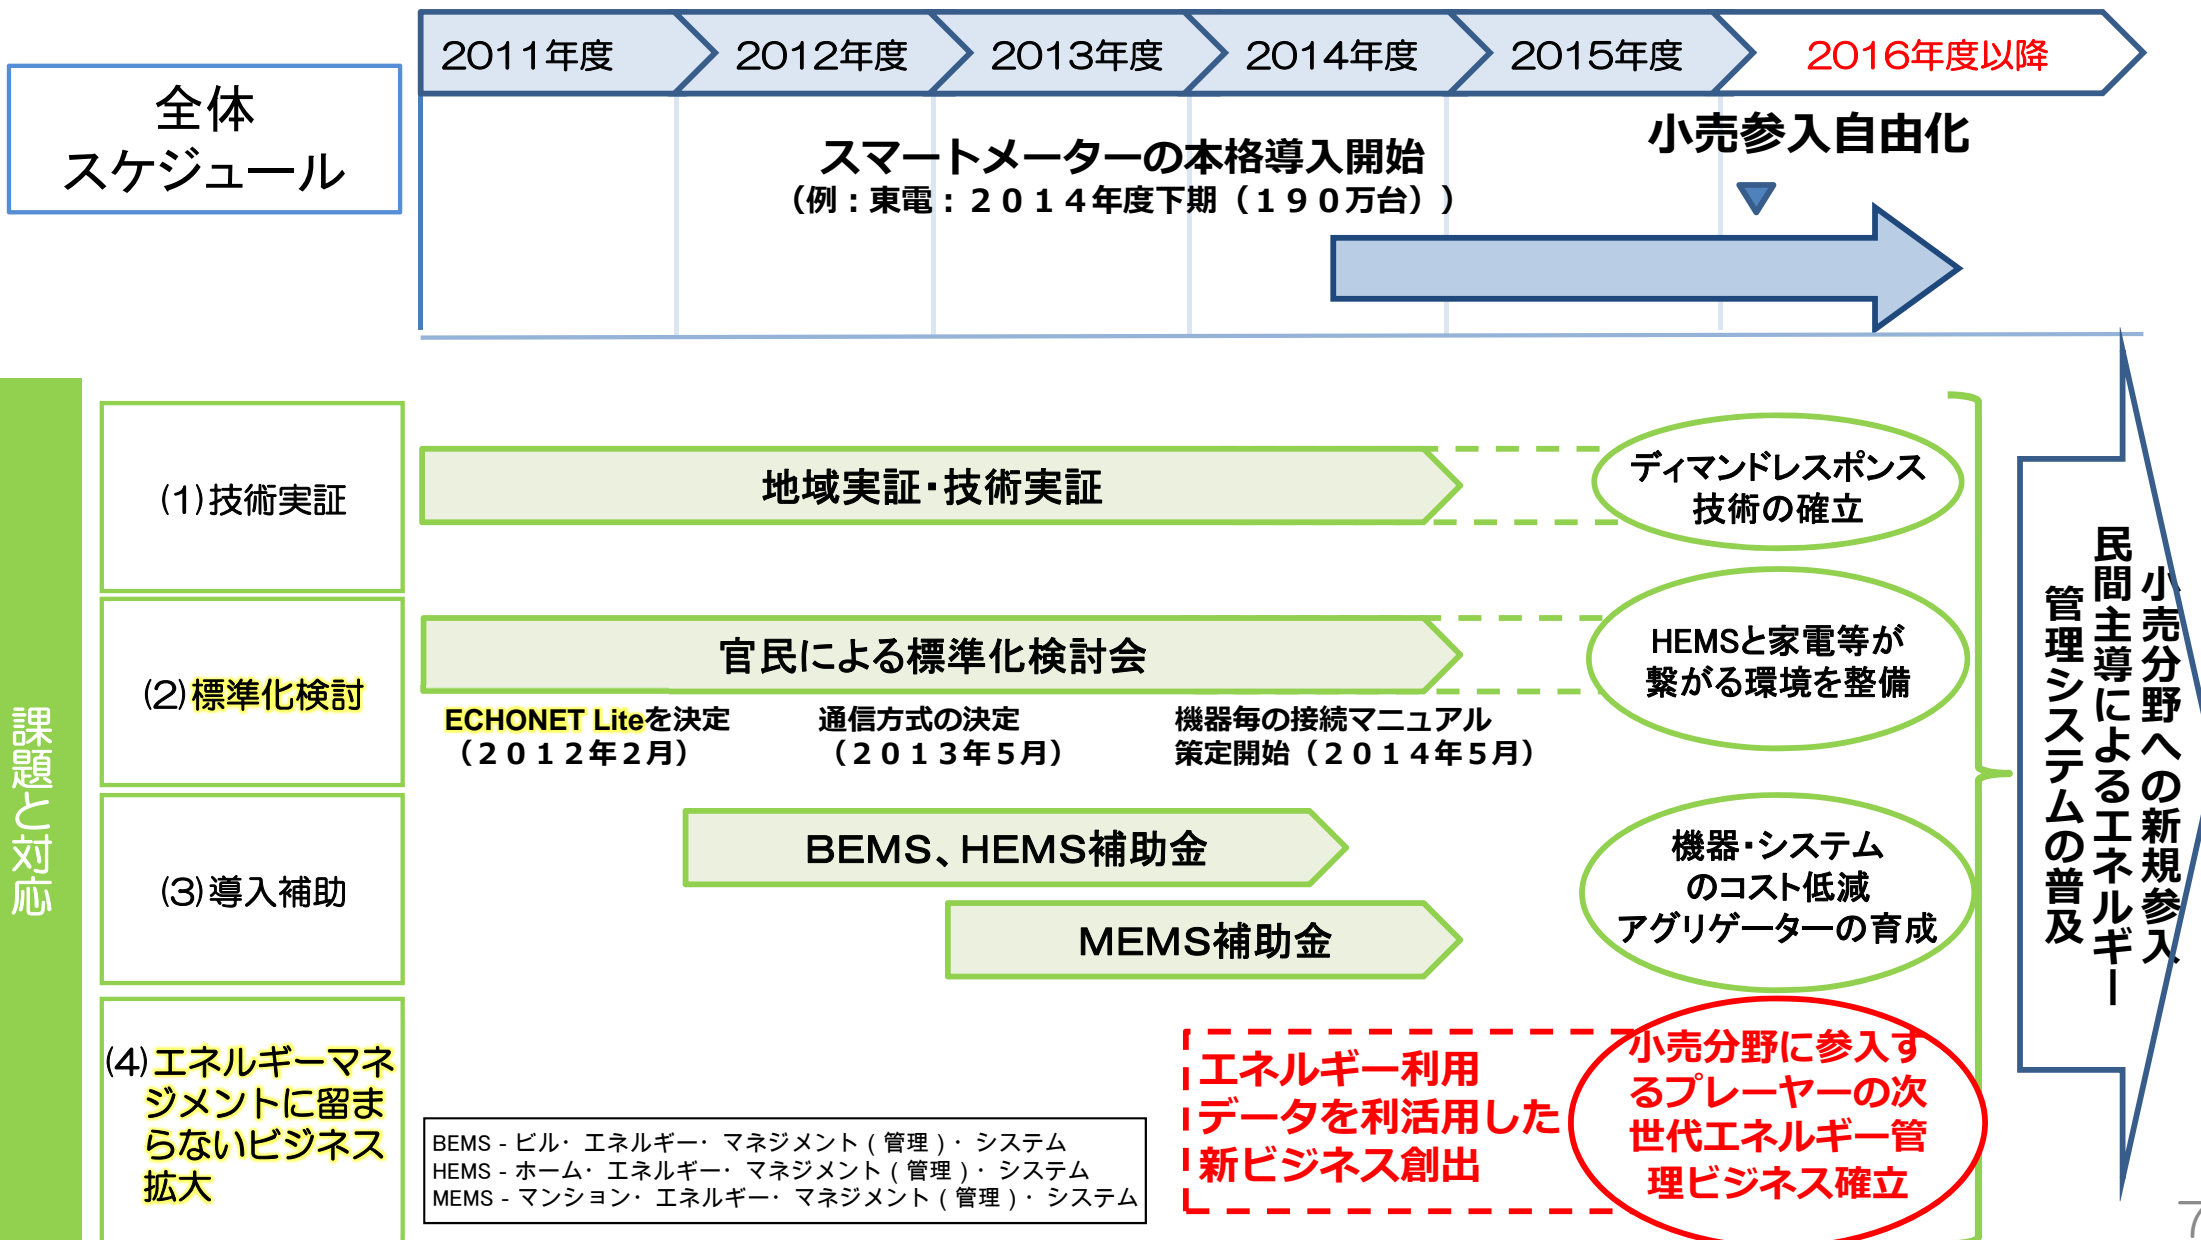 2011年度
2012年度
2013年度
2014年度
2015年度
2016年度以降
全体
スケジュール
小売参入自由化
スマートメーターの本格導入開始
（例：東電：２０１４年度下期（１９０万台））
課題と対応
(1)技術実証
地域実証・技術実証
ディマンドレスポンス
技術の確立
(2)標準化検討
官民による標準化検討会
HEMSと家電等が
繋がる環境を整備
ECHONET Liteを決定
（２０１２年２月）
通信方式の決定
（２０１３年５月）
機器毎の接続マニュアル
策定開始（２０１４年５月）
(3)導入補助
BEMS、HEMS補助金
MEMS補助金
機器・システム
のコスト低減
アグリゲーターの育成
(4)エネルギーマネ
ジメントに留ま
らないビジネス
拡大
BEMS - ビル・エネルギー・マネジメント(管理)・システム
HEMS - ホーム・エネルギー・マネジメント(管理)・システム
MEMS - マンション・エネルギー・マネジメント(管理)・システム
エネルギー利用
データを利活用した
新ビジネス創出
小売分野に参入す
るプレーヤーの次
世代エネルギー管
理ビジネス確立
小売分野への新規参入
民間主導によるエネルギー
管理システムの普及
7